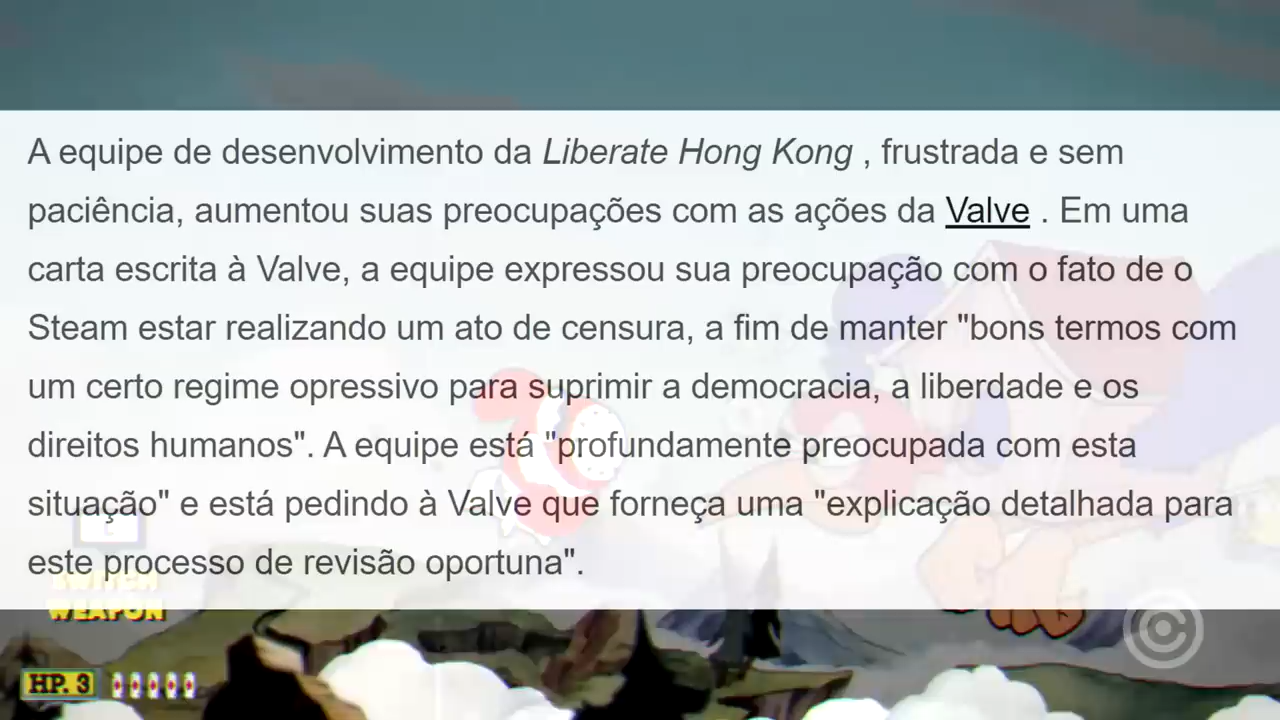 A equipe de desenvolvimento da Liberate Hong Kong , frustrada e sem
paciência, aumentou suas preocupações com as ações da Valve . Em uma
carta escrita à Valve, a equipe expressou sua preocupação com o fato de o
Steam estar realizando um ato de censura, a fim de manter "bons termos com
um certo regime opressivo para suprimir a democracia, a liberdade e os
direitos humanos". A equipe está "profundamente preocupada com esta
situação" e está pedindo à Valve que forneça uma "explicação detalhada para
este processo de revisão oportuna".
SWITCH
WEAPON
©
HP. 3